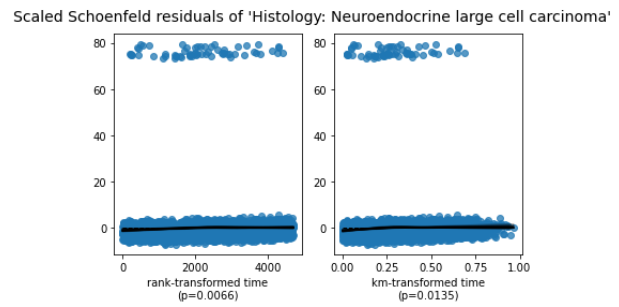 Scaled Schoenfeld residuals of 'Histology: Neuroendocrine large cell carcinoma'
80
60
40
20
0
0 2000 4000
rank-transformed time
(p=0.0066)
80
60
40
20
0
0.00 0.25 0.50 0.75 1.00
km-transformed time
(p=0.0135)